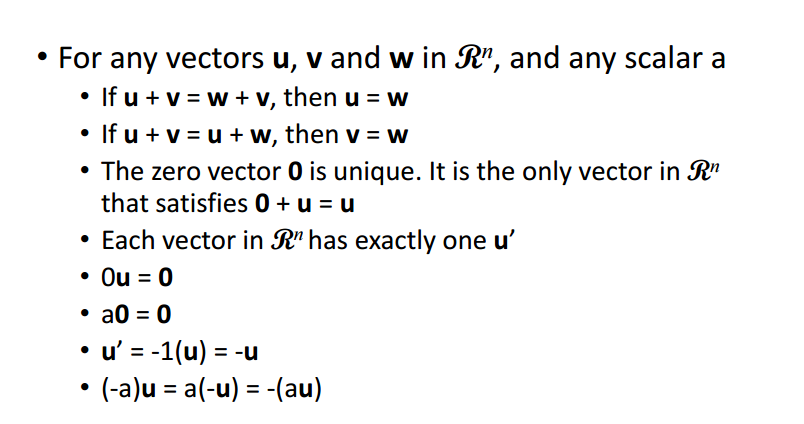 • For any vectors u, v and w in ℛⁿ, and any scalar a
• If u + v = w + v, then u = w
• If u + v = u + w, then v = w
• The zero vector 0 is unique. It is the only vector in ℛⁿ
that satisfies 0 + u = u
• Each vector in ℛⁿ has exactly one u’
• 0u = 0
• a0 = 0
• u’ = -1(u) = -u
• (-a)u = a(-u) = -(au)